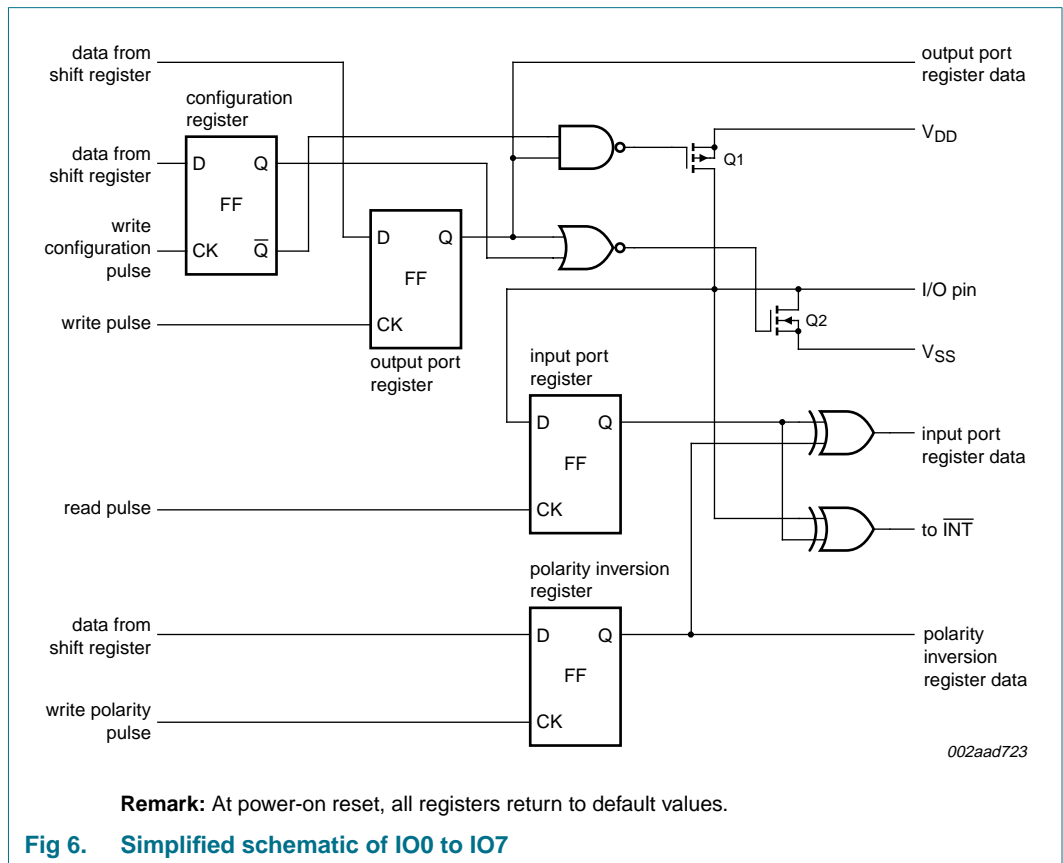 data from
shift register
output port
register data
configuration
register
V_DD
Q1
data from
shift register
D Q
FF
write
configuration
pulse
CK Q̅
D Q
FF
CK
I/O pin
Q2
write pulse
V_SS
output port
register
input port
register
D Q
FF
CK
input port
register data
read pulse
to I̅N̅T̅
polarity inversion
register
data from
shift register
D Q
FF
CK
polarity
inversion
register data
write polarity
pulse
002aad723
Remark: At power-on reset, all registers return to default values.
Fig 6. Simplified schematic of IO0 to IO7